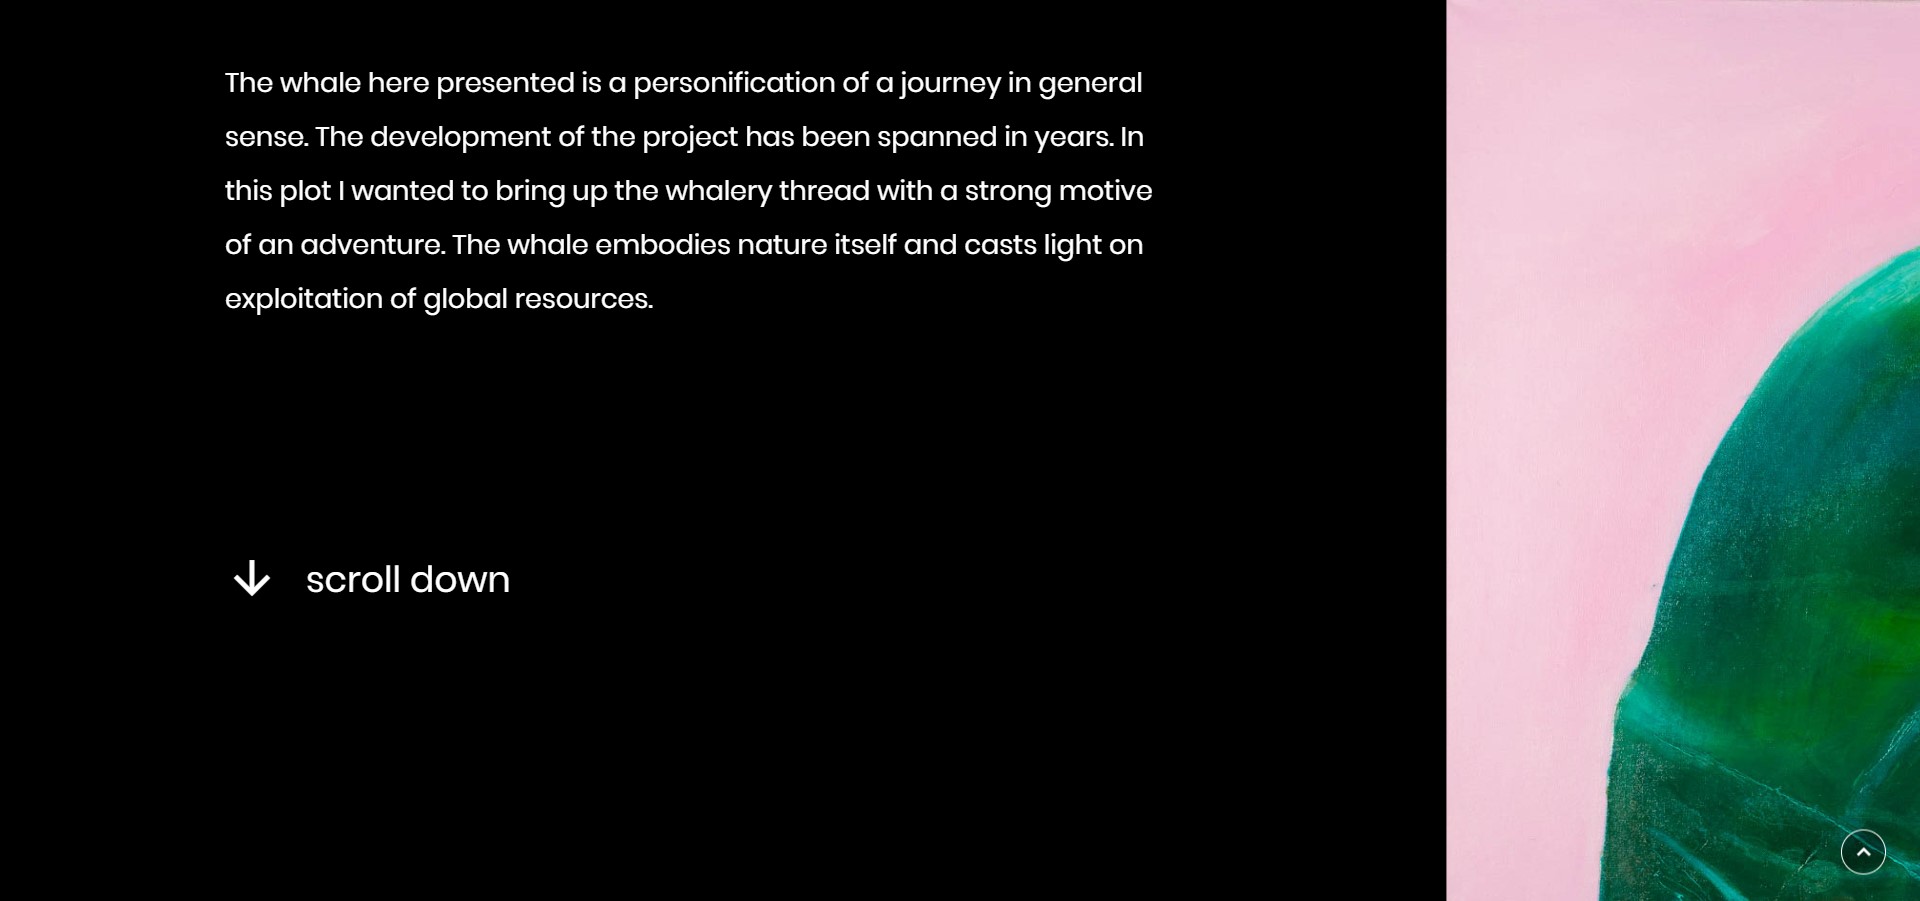 The whale here presented is a personification of a journey in general
sense. The development of the project has been spanned in years. In
this plot I wanted to bring up the whalery thread with a strong motive
of an adventure. The whale embodies nature itself and casts light on
exploitation of global resources.
scroll down